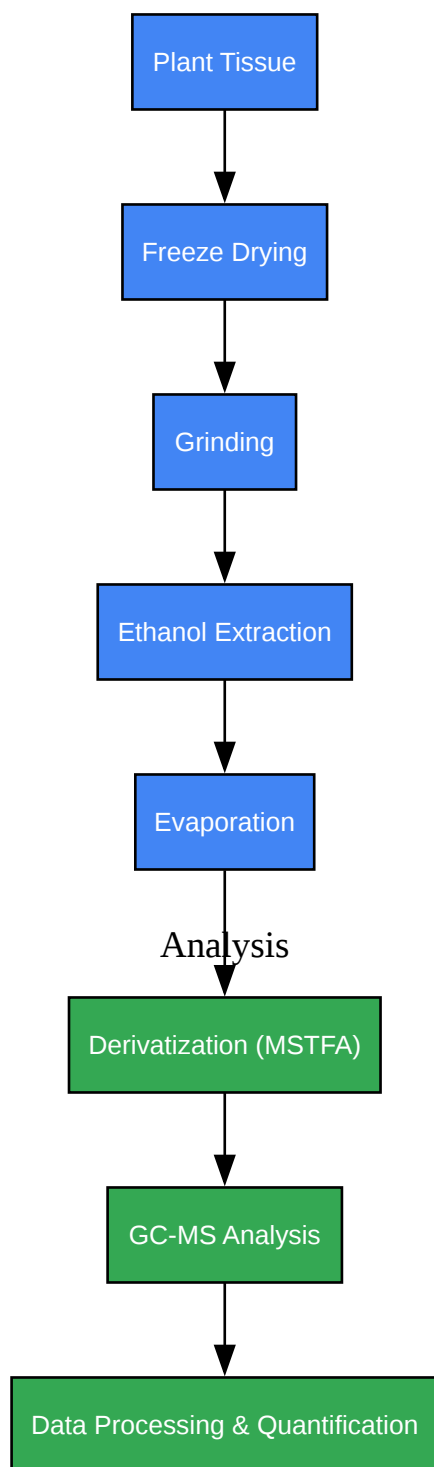 Plant Tissue
Freeze Drying
Grinding
Ethanol Extraction
Evaporation
Analysis
Derivatization (MSTFA)
GC-MS Analysis
Data Processing & Quantification